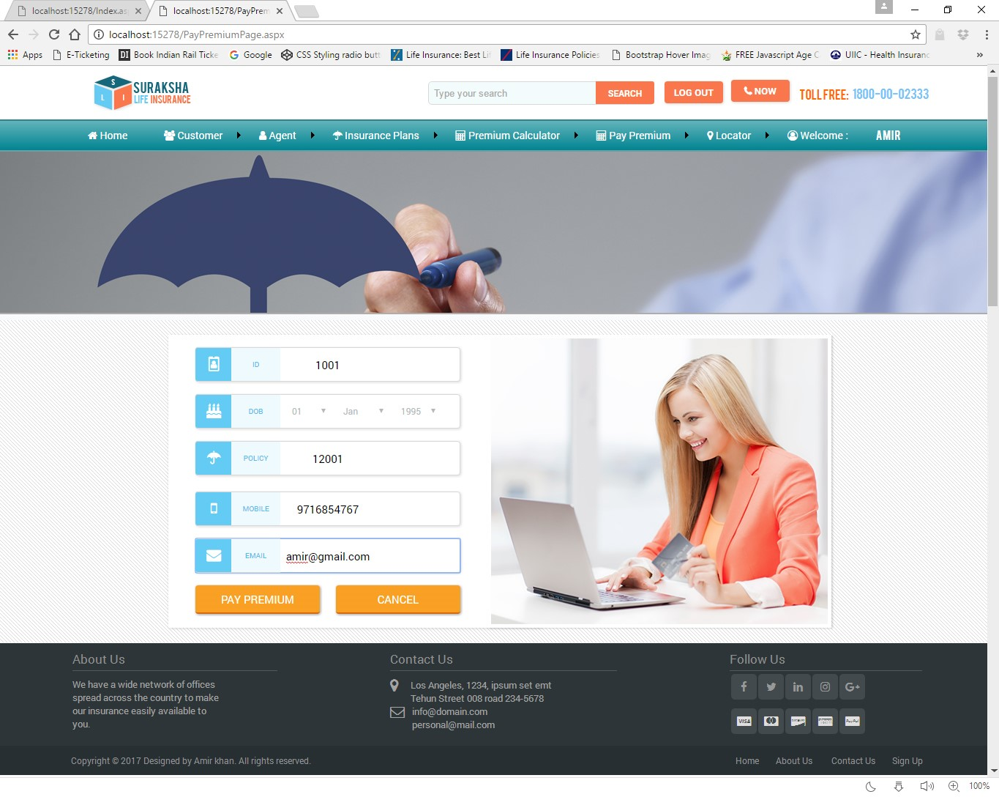 localhost:15278/Index.as
localhost:15278/PayPrem
localhost:15278/PayPremiumPage.aspx
Apps
E-Ticketing
DI Book Indian Rail Ticke
Google
CSS Styling radio butt
Life Insurance: Best Li
Life Insurance Policies
Bootstrap Hover Imag
FREE Javascript Age C
UIIC - Health Insuranc
»
S
L I
SURAKSHA
LIFE INSURANCE
Type your search
SEARCH
LOG OUT
NOW
TOLL FREE: 1800-00-02333
Home
Customer
Agent
Insurance Plans
Premium Calculator
Pay Premium
Locator
Welcome :
AMIR
ID
1001
DOB
01
Jan
1995
POLICY
12001
MOBILE
9716854767
EMAIL
amir@gmail.com
PAY PREMIUM
CANCEL
About Us
We have a wide network of offices
spread across the country to make
our insurance easily available to
you.
Contact Us
Los Angeles, 1234, ipsum set emt
Tehun Street 008 road 234-5678
info@domain.com
personal@mail.com
Follow Us
VISA
DISCOVER
PayPal
Copyright © 2017 Designed by Amir khan. All rights reserved.
Home
About Us
Contact Us
Sign Up
100%